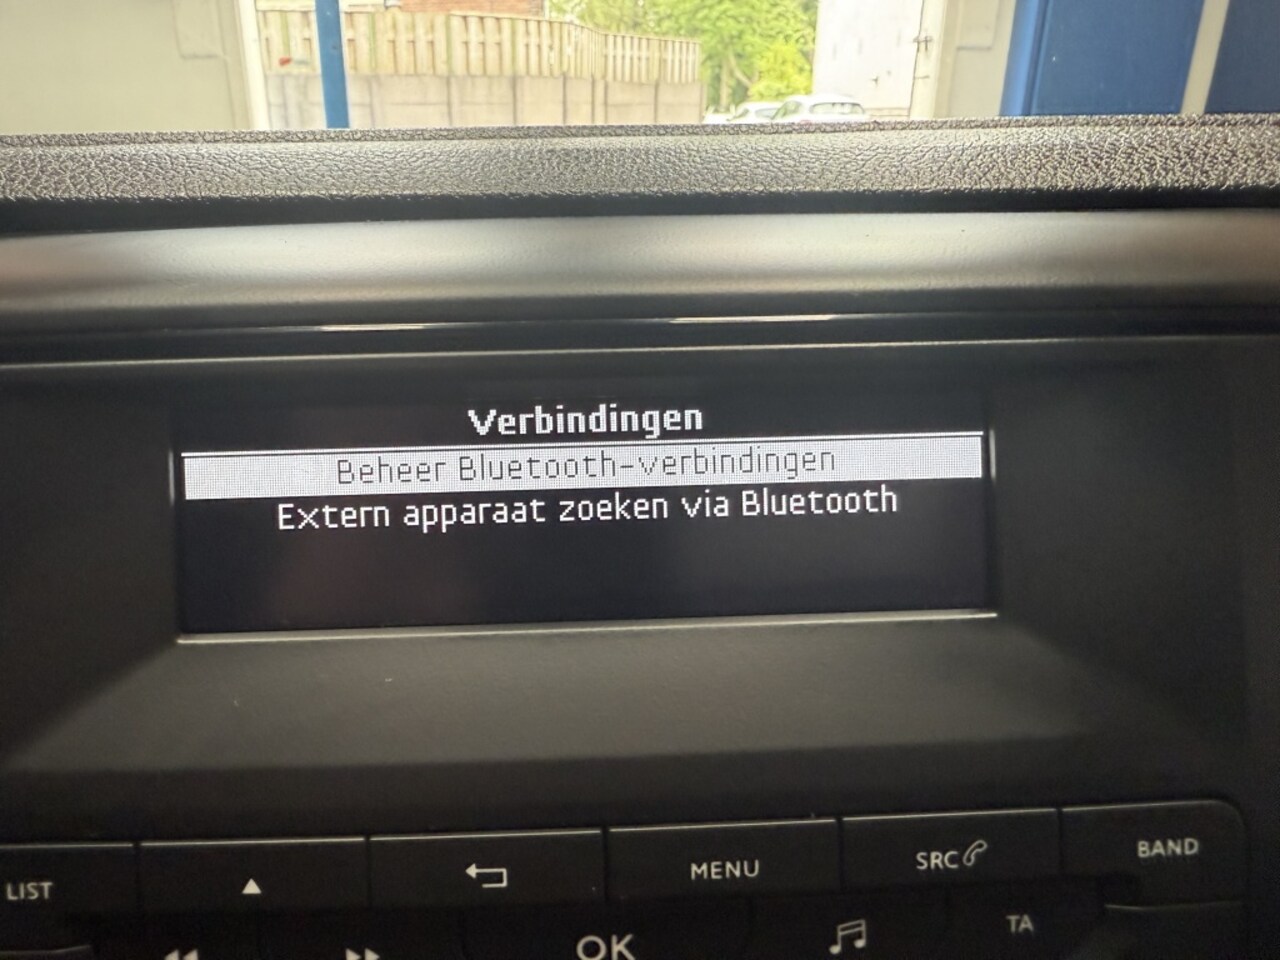 Verbindingen
Beheer Bluetooth-verbindingen
Extern apparaat zoeken via Bluetooth
LIST
MENU
SRC
BAND
OK
TA